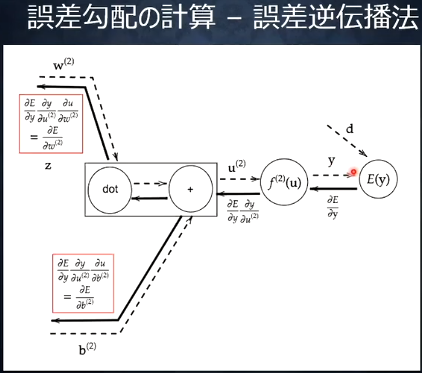 誤差勾配の計算 – 誤差逆伝播法
w⁽²⁾
∂E/∂y ∂y/∂u⁽²⁾ ∂u/∂w⁽²⁾
= ∂E/∂w⁽²⁾
z
d
dot
+
u⁽²⁾
f⁽²⁾(u)
y
E(y)
∂E/∂y ∂y/∂u⁽²⁾
∂E/∂y
∂E/∂y ∂y/∂u⁽²⁾ ∂u/∂b⁽²⁾
= ∂E/∂b⁽²⁾
b⁽²⁾